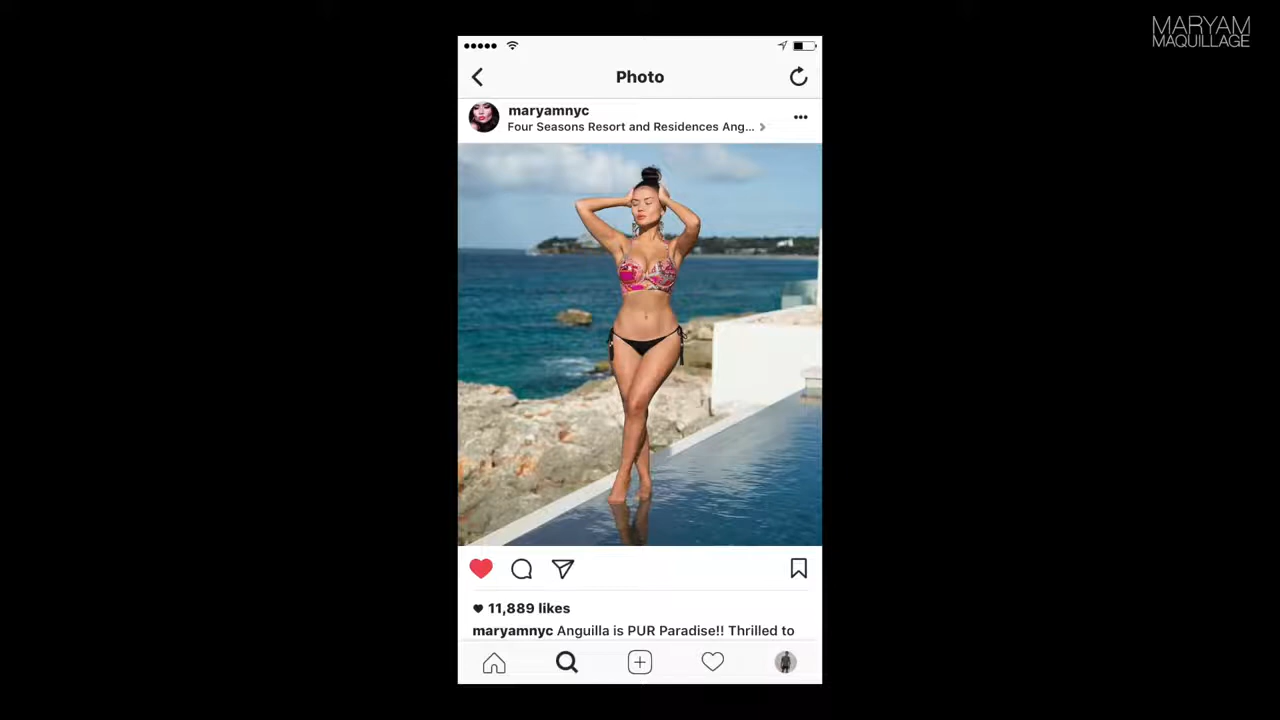 MARYAM
MAQUILLAGE
Photo
maryamnyc
Four Seasons Resort and Residences Ang...
11,889 likes
maryamnyc Anguilla is PUR Paradise!! Thrilled to